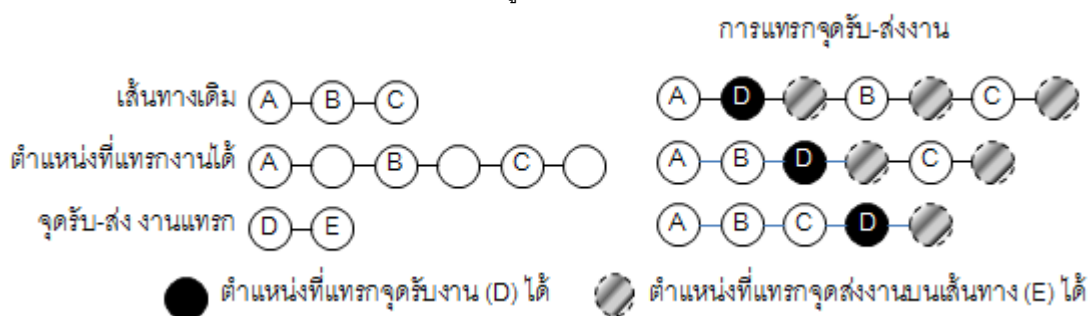 การแทรกจุดรับ-ส่งงาน
เส้นทางเดิม A B C
A D B C
ตำแหน่งที่แทรกงานได้ A B C
A B D C
จุดรับ-ส่ง งานแทรก D E
A B C D
ตำแหน่งที่แทรกจุดรับงาน (D) ได้
ตำแหน่งที่แทรกจุดส่งงานบนเส้นทาง (E) ได้